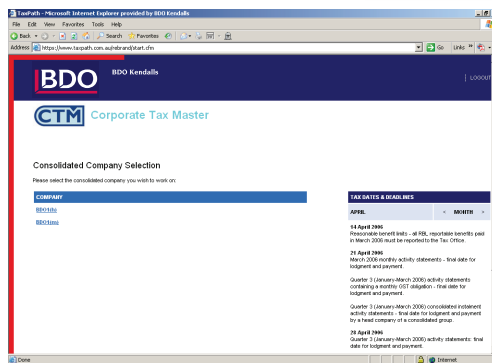 TaxPath - Microsoft Internet Explorer provided by BDO Kendalls
File Edit View Favorites Tools Help
Back Search Favorites
Address https://www.taxpath.com.au/rebrand/start.cfm Go Links
BDO BDO Kendalls
LOGOUT
CTM Corporate Tax Master
Consolidated Company Selection
Please select the consolidated company you wish to work on:
COMPANY
TAX DATES & DEADLINES
APRIL < MONTH >
14 April 2006
Reasonable benefit limits - all RBL reportable benefits paid
in March 2006 must be reported to the Tax Office.
21 April 2006
March 2006 monthly activity statements - final date for
lodgment and payment.
Quarter 3 (January-March 2006) activity statements
containing a monthly GST obligation - final date for
lodgment and payment.
Quarter 3 (January-March 2006) consolidated instalment
activity statements - final date for lodgment and payment
by a head company of a consolidated group.
28 April 2006
Quarter 3 (January-March 2006) activity statements: final
date for lodgment and payment.
Done Internet